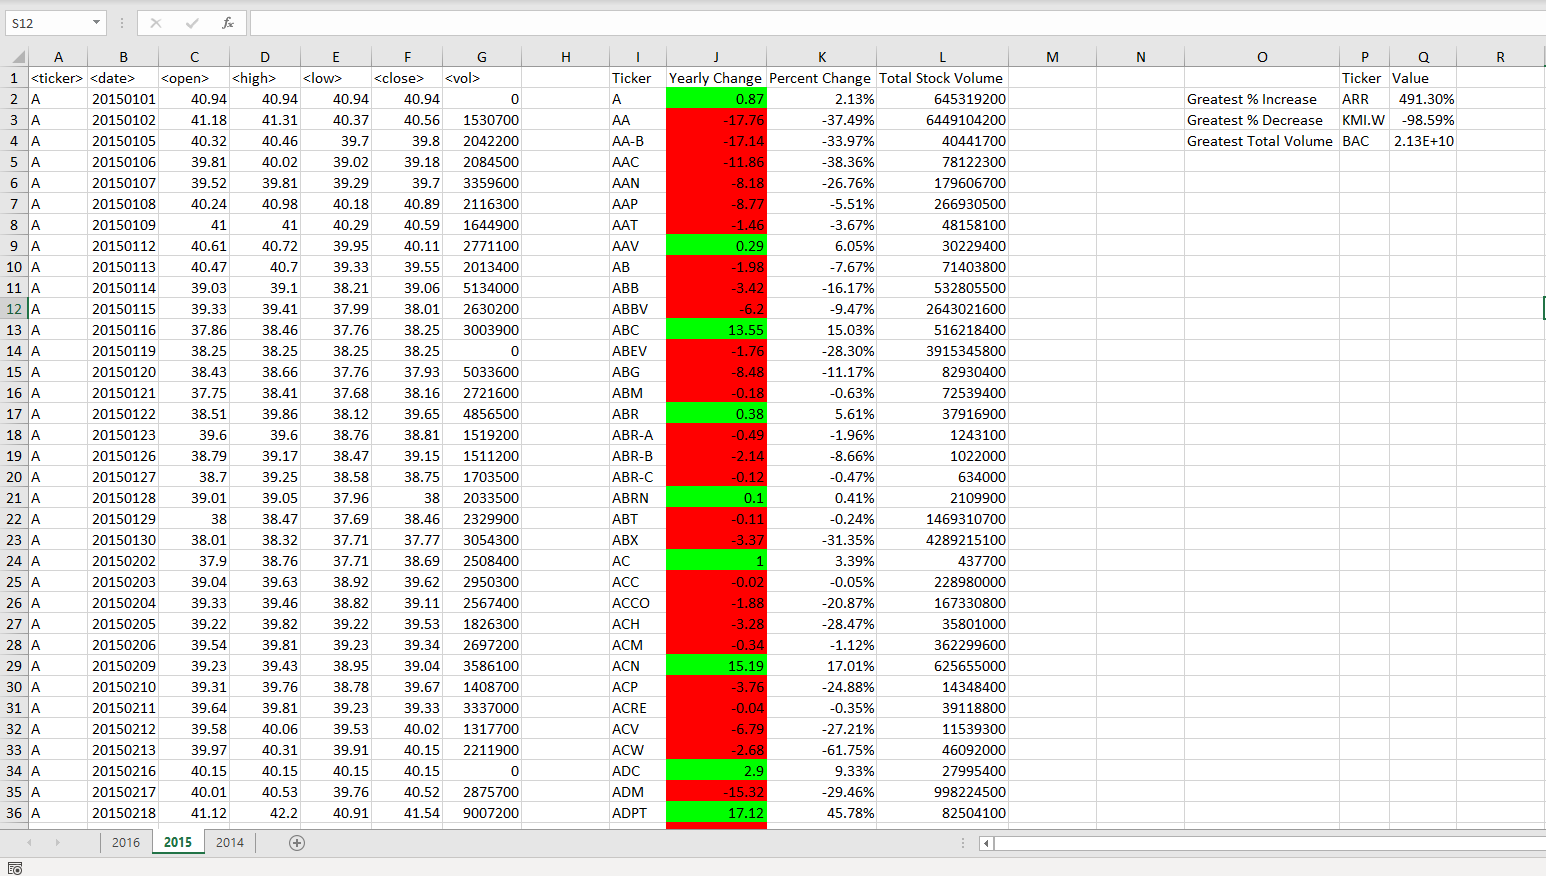 S12 fx
A B C D E F G H I J K L M N O P Q R
1 <ticker> <date> <open> <high> <low> <close> <vol> Ticker Yearly Change Percent Change Total Stock Volume Ticker Value
2 A 20150101 40.94 40.94 40.94 40.94 0 A 0.87 2.13% 645319200 Greatest % Increase ARR 491.30%
3 A 20150102 41.18 41.31 40.37 40.56 1530700 AA -17.76 -37.49% 6449104200 Greatest % Decrease KMI.W -98.59%
4 A 20150105 40.32 40.46 39.7 39.8 2042200 AA-B -17.14 -33.97% 40441700 Greatest Total Volume BAC 2.13E+10
5 A 20150106 39.81 40.02 39.02 39.18 2084500 AAC -11.86 -38.36% 78122300
6 A 20150107 39.52 39.81 39.29 39.7 3359600 AAN -8.18 -26.76% 179606700
7 A 20150108 40.24 40.98 40.18 40.89 2116300 AAP -8.77 -5.51% 266930500
8 A 20150109 41 41 40.29 40.59 1644900 AAT -1.46 -3.67% 48158100
9 A 20150112 40.61 40.72 39.95 40.11 2771100 AAV 0.29 6.05% 30229400
10 A 20150113 40.47 40.7 39.33 39.55 2013400 AB -1.98 -7.67% 71403800
11 A 20150114 39.03 39.1 38.21 39.06 5134000 ABB -3.42 -16.17% 532805500
12 A 20150115 39.33 39.41 37.99 38.01 2630200 ABBV -6.2 -9.47% 2643021600
13 A 20150116 37.86 38.46 37.76 38.25 3003900 ABC 13.55 15.03% 516218400
14 A 20150119 38.25 38.25 38.25 38.25 0 ABEV -1.76 -28.30% 3915345800
15 A 20150120 38.43 38.66 37.76 37.93 5033600 ABG -8.48 -11.17% 82930400
16 A 20150121 37.75 38.41 37.68 38.16 2721600 ABM -0.18 -0.63% 72539400
17 A 20150122 38.51 39.86 38.12 39.65 4856500 ABR 0.38 5.61% 37916900
18 A 20150123 39.6 39.6 38.76 38.81 1519200 ABR-A -0.49 -1.96% 1243100
19 A 20150126 38.79 39.17 38.47 39.15 1511200 ABR-B -2.14 -8.66% 1022000
20 A 20150127 38.7 39.25 38.58 38.75 1703500 ABR-C -0.12 -0.47% 634000
21 A 20150128 39.01 39.05 37.96 38 2033500 ABRN 0.1 0.41% 2109900
22 A 20150129 38 38.47 37.69 38.46 2329900 ABT -0.11 -0.24% 1469310700
23 A 20150130 38.01 38.32 37.71 37.77 3054300 ABX -3.37 -31.35% 4289215100
24 A 20150202 37.9 38.76 37.71 38.69 2508400 AC 1 3.39% 437700
25 A 20150203 39.04 39.63 38.92 39.62 2950300 ACC -0.02 -0.05% 228980000
26 A 20150204 39.33 39.46 38.82 39.11 2567400 ACCO -1.88 -20.87% 167330800
27 A 20150205 39.22 39.82 39.22 39.53 1826300 ACH -3.28 -28.47% 35801000
28 A 20150206 39.54 39.81 39.23 39.34 2697200 ACM -0.34 -1.12% 362299600
29 A 20150209 39.23 39.43 38.95 39.04 3586100 ACN 15.19 17.01% 625655000
30 A 20150210 39.31 39.76 38.78 39.67 1408700 ACP -3.76 -24.88% 14348400
31 A 20150211 39.64 39.81 39.23 39.33 3337000 ACRE -0.04 -0.35% 39118800
32 A 20150212 39.58 40.06 39.53 40.02 1317700 ACV -6.79 -27.21% 11539300
33 A 20150213 39.97 40.31 39.91 40.15 2211900 ACW -2.68 -61.75% 46092000
34 A 20150216 40.15 40.15 40.15 40.15 0 ADC 2.9 9.33% 27995400
35 A 20150217 40.01 40.53 39.76 40.52 2875700 ADM -15.32 -29.46% 998224500
36 A 20150218 41.12 42.2 40.91 41.54 9007200 ADPT 17.12 45.78% 82504100
2016 2015 2014